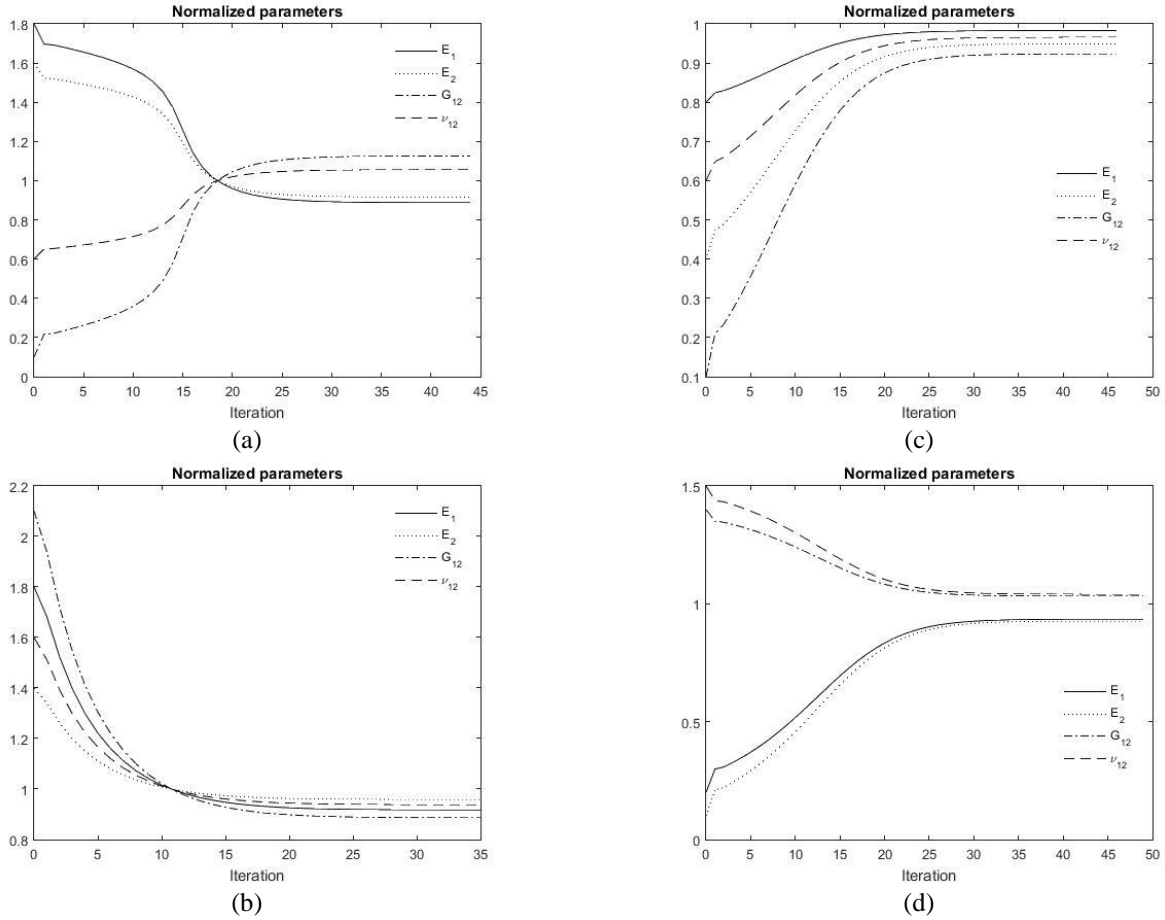 Normalized parameters
1.8
1.6
1.4
1.2
1
0.8
0.6
0.4
0.2
0
E1
E2
G12
ν12
0 5 10 15 20 25 30 35 40 45
Iteration
(a)
Normalized parameters
1
0.9
0.8
0.7
0.6
0.5
0.4
0.3
0.2
0.1
E1
E2
G12
ν12
0 5 10 15 20 25 30 35 40 45 50
Iteration
(c)
Normalized parameters
2.2
2
1.8
1.6
1.4
1.2
1
0.8
E1
E2
G12
ν12
0 5 10 15 20 25 30 35
Iteration
(b)
Normalized parameters
1.5
1
0.5
0
E1
E2
G12
ν12
0 5 10 15 20 25 30 35 40 45 50
Iteration
(d)